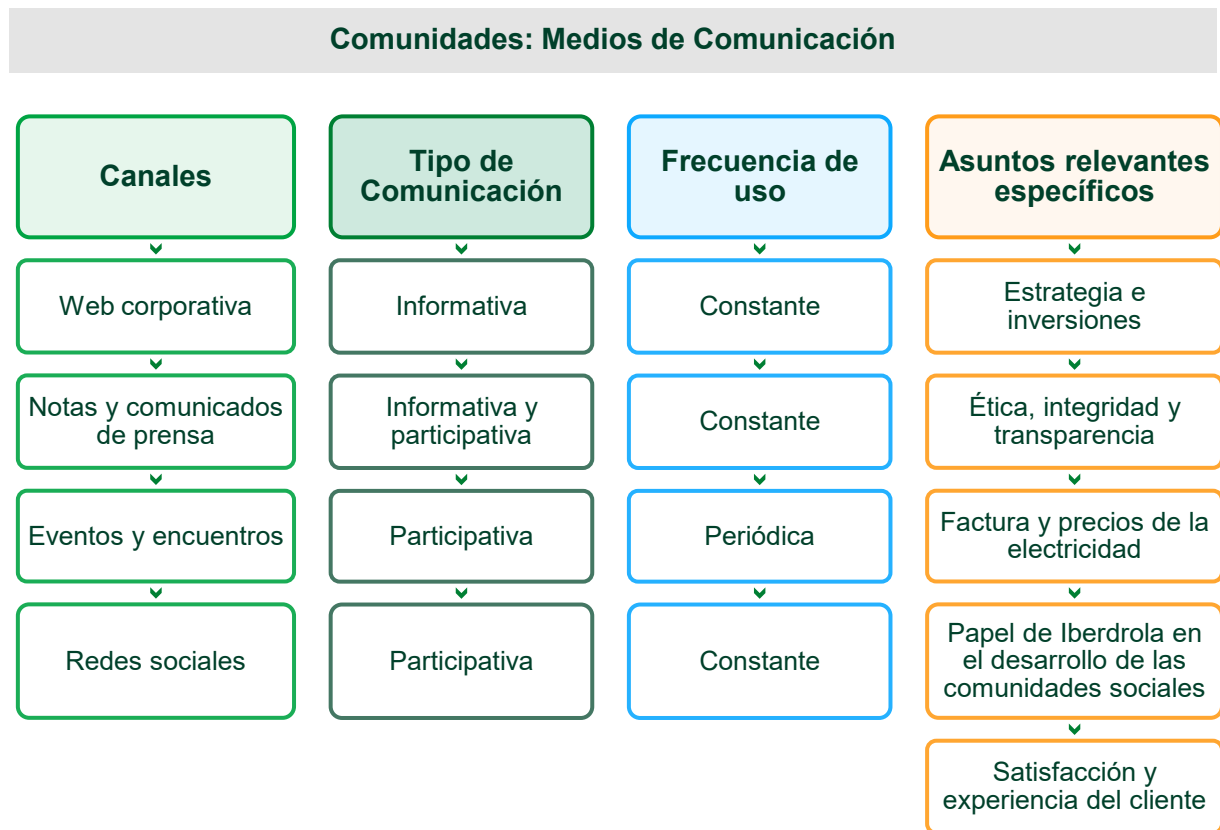 Comunidades: Medios de Comunicación
Canales
Tipo de
Comunicación
Frecuencia de
uso
Asuntos relevantes
específicos
Web corporativa
Informativa
Constante
Estrategia e
inversiones
Notas y comunicados
de prensa
Informativa y
participativa
Constante
Ética, integridad y
transparencia
Eventos y encuentros
Participativa
Periódica
Factura y precios de la
electricidad
Redes sociales
Participativa
Constante
Papel de Iberdrola en
el desarrollo de las
comunidades sociales
Satisfacción y
experiencia del cliente